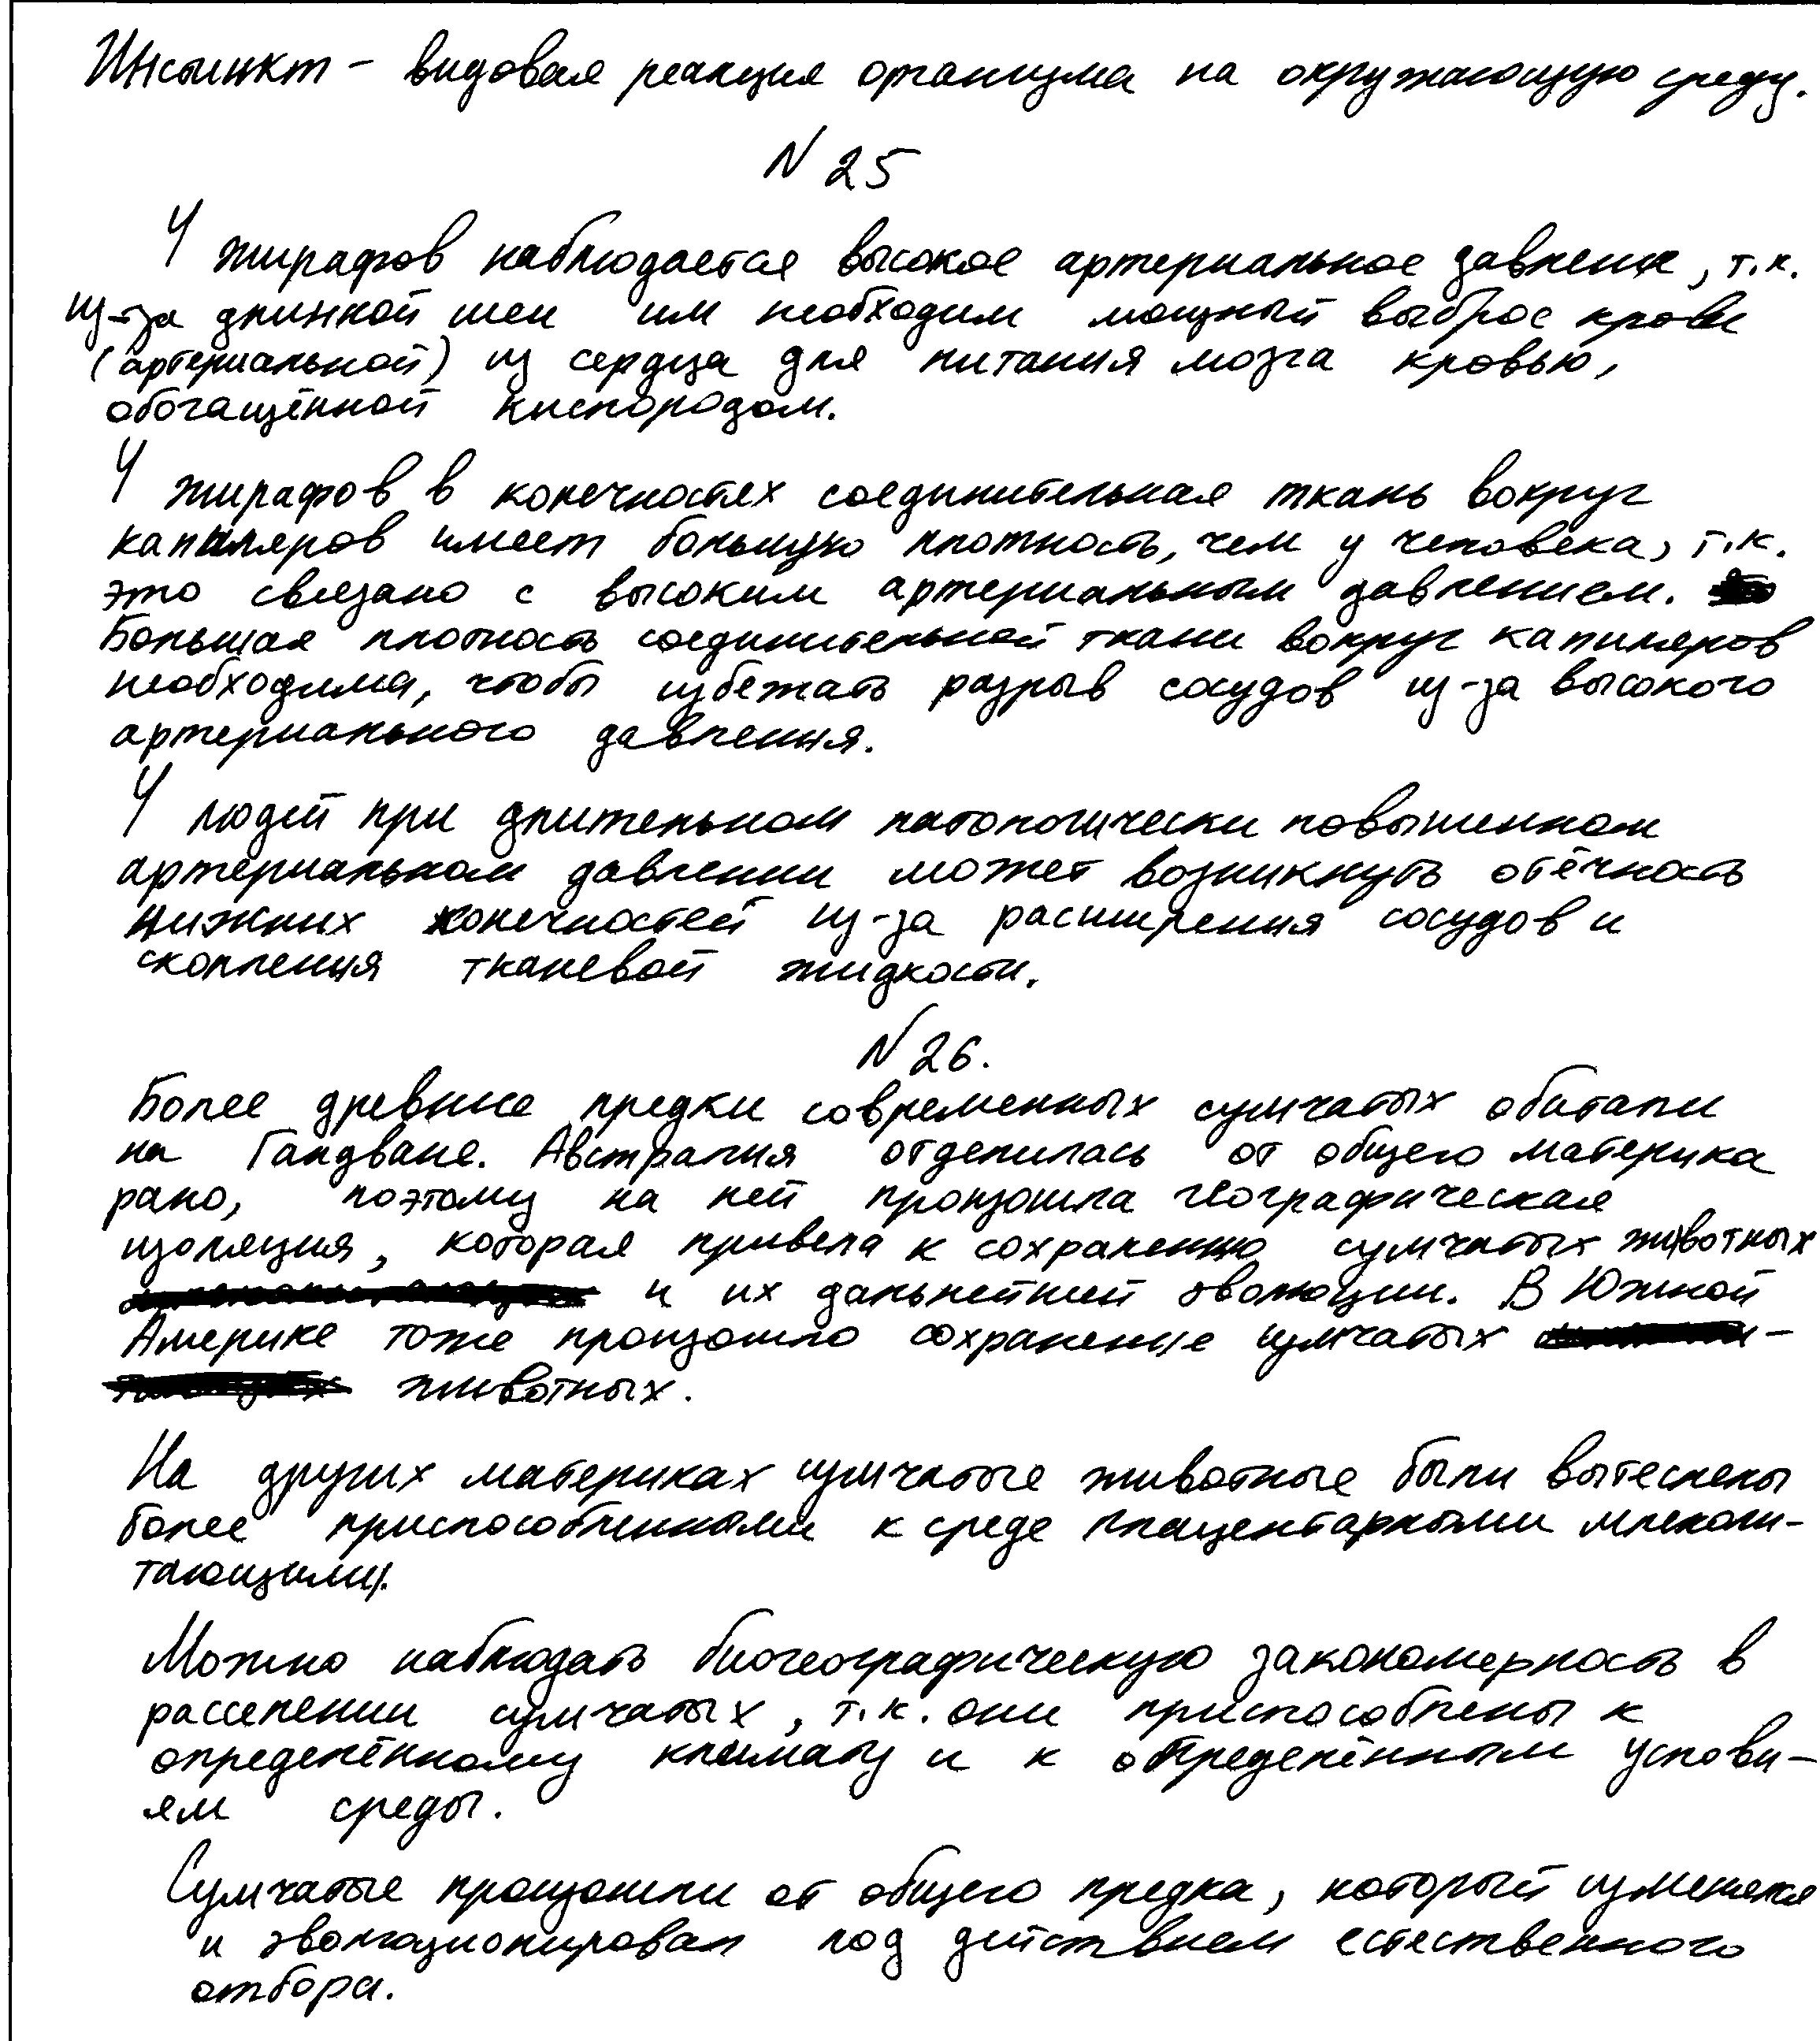 Инстинкт – видовая реакция организма на окружающую среду.
N 25
У жирафов наблюдается высокое артериальное давление, т.к.
из-за длинной шеи им необходим мощный выброс крови
(артериальной) из сердца для питания мозга кровью,
обогащённой кислородом.
У жирафов в конечностях соединительная ткань вокруг
капиляров имеет большую плотность, чем у человека, т.к.
это связано с высоким артериальным давлением.
Большая плотность соединительной ткани вокруг капиляров
необходима, чтобы избежать разрыв сосудов из-за высокого
артериального давления.
У людей при длительном патологически повышенном
артериальном давлении может возникнуть отёчность
нижних конечностей из-за расширения сосудов и
скопления тканевой жидкости.
N 26.
Более древние предки современных сумчатых обитали
на Гандване. Австралия отделилась от общего материка
рано, поэтому на ней произошла географическая
изоляция, которая привела к сохранению сумчатых животных
и их дальнейшей эволюции. В Южной
Америке тоже произошло сохранение сумчатых
животных.
На других материках сумчатые животные были вытеснены
более приспособленными к среде плацентарными млекопи-
тающими.
Можно наблюдать биогеографическую закономерность в
расселении сумчатых, т.к. они приспособлены к
определённому климату и к определённым услови-
ям среды.
Сумчатые произошли от общего предка, который изменялся
и эволюционировал под действием естественного
отбора.